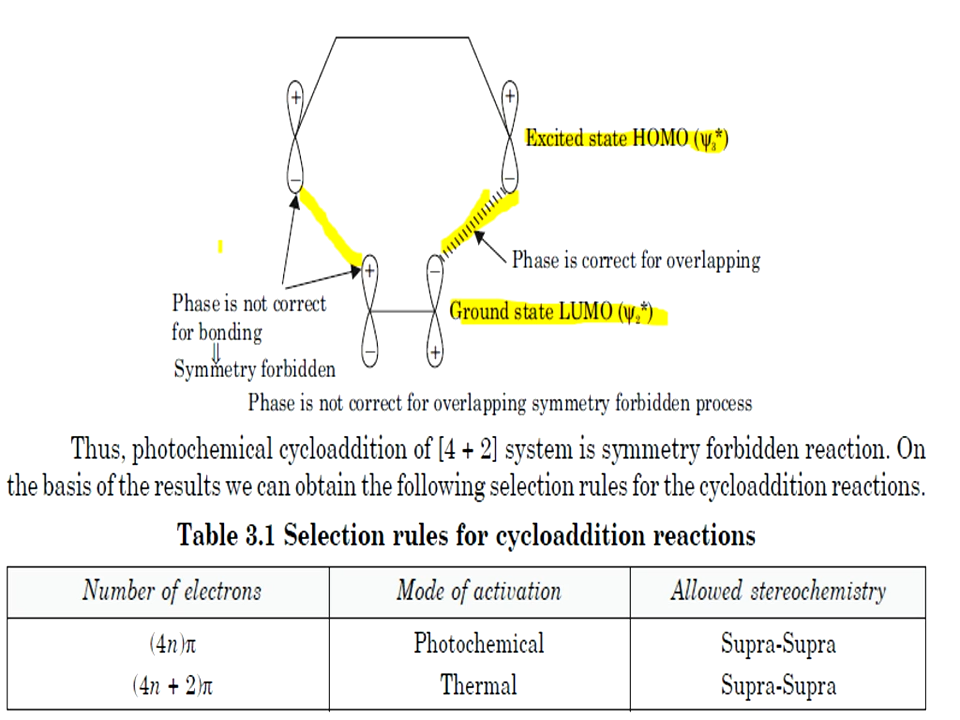 + +
Excited state HOMO (ψ₃*)
− −
Phase is correct for overlapping
+ −
Phase is not correct
for bonding
⇓
Symmetry forbidden
Ground state LUMO (ψ₂*)
− +
Phase is not correct for overlapping symmetry forbidden process
Thus, photochemical cycloaddition of [4 + 2] system is symmetry forbidden reaction. On
the basis of the results we can obtain the following selection rules for the cycloaddition reactions.
Table 3.1 Selection rules for cycloaddition reactions
Number of electrons Mode of activation Allowed stereochemistry
(4n)π Photochemical Supra-Supra
(4n + 2)π Thermal Supra-Supra